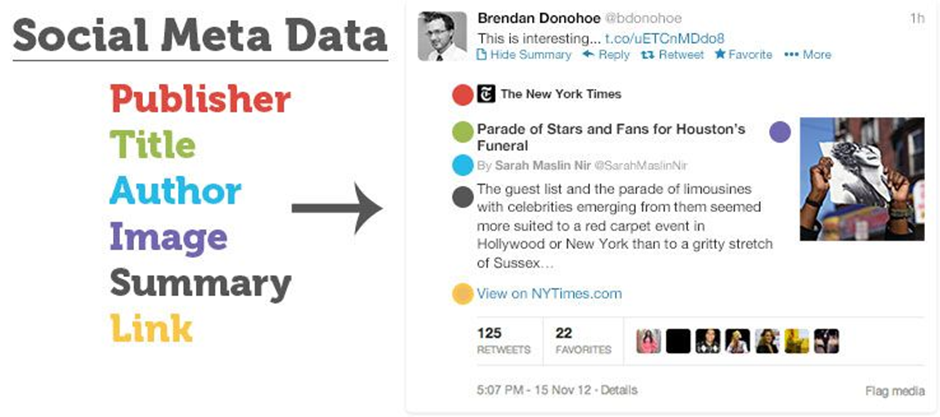 Social Meta Data
Publisher
Title
Author
Image
Summary
Link
Brendan Donohoe @bdonohoe
1h
This is interesting... t.co/uETCnMDdo8
Hide Summary Reply Retweet Favorite More
The New York Times
Parade of Stars and Fans for Houston's
Funeral
By Sarah Maslin Nir @SarahMaslinNir
The guest list and the parade of limousines
with celebrities emerging from them seemed
more suited to a red carpet event in
Hollywood or New York than to a gritty stretch
of Sussex…
View on NYTimes.com
125
RETWEETS
22
FAVORITES
5:07 PM - 15 Nov 12 · Details
Flag media